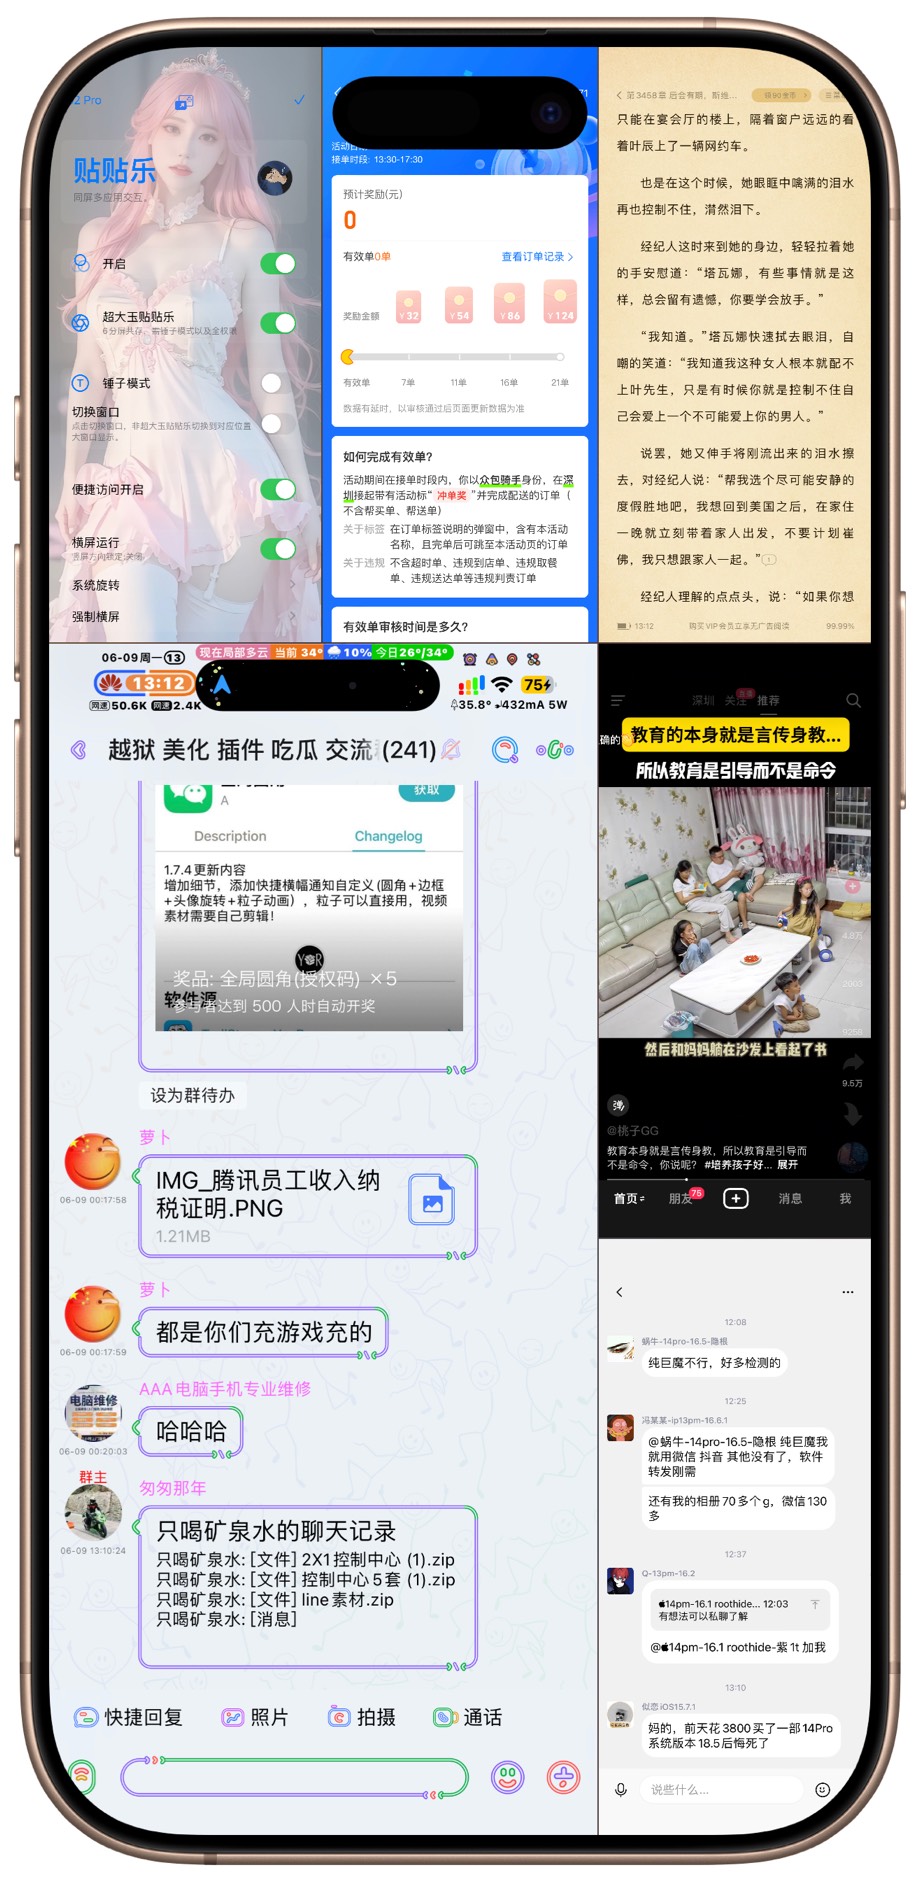 2 Pro
贴贴乐
同屏多应用交互。
开启
超大玉贴贴乐
6分屏共存，需锤子模式以及全权限
锤子模式
切换窗口
点击切换窗口，非超大玉贴贴乐切换到对应位置
大窗口显示。
便捷访问开启
横屏运行
竖屏方向锁定:关闭
系统旋转
强制横屏
71
接单时段: 13:30-17:30
预计奖励(元)
0
有效单0单
查看订单记录
奖励金额
¥32
¥54
¥86
¥124
有效单
7单
11单
16单
21单
数据有延时，以审核通过后页面更新数据为准
如何完成有效单?
活动期间在接单时段内，你以众包骑手身份，在深
圳接起带有活动标“ 冲单奖 ”并完成配送的订单（
不含帮买单、帮送单）
关于标签 在订单标签说明的弹窗中，含有本活动
名称，且完单后可跳至本活动页的订单
关于违规 不含超时单、违规到店单、违规取餐
单、违规送达单等违规判责订单
有效单审核时间是多久?
第3458章 后会有期，斯维...
只能在宴会厅的楼上，隔着窗户远远的看
着叶辰上了一辆网约车。
也是在这个时候，她眼眶中噙满的泪水
再也控制不住，潸然泪下。
经纪人这时来到她的身边，轻轻拉着她
的手安慰道：“塔瓦娜，有些事情就是这
样，总会留有遗憾，你要学会放手。”
“我知道。”塔瓦娜快速拭去眼泪，自
嘲的笑道：“我知道我这种女人根本就配不
上叶先生，只是有时候你就是控制不住自
己会爱上一个不可能爱上你的男人。”
说罢，她又伸手将刚流出来的泪水擦
去，对经纪人说：“帮我选个尽可能安静的
度假胜地吧，我想回到美国之后，在家住
一晚就立刻带着家人出发，不要计划崔
佛，我只想跟家人一起。”
经纪人理解的点点头，说：“如果你想
13:12
购买VIP会员立享无广告阅读
99.99%
06-09周一 13
现在局部多云 当前 34° 10% 今日26°/34°
13:12
75
网速 50.6K 网速 2.4K
35.8° 432mA 5W
越狱 美化 插件 吃瓜 交流 (241)
A
获取
Description
Changelog
1.7.4更新内容
增加细节，添加快捷横幅通知自定义(圆角+边框
+头像旋转+粒子动画) ，粒子可以直接用，视频
素材需要自己剪辑!
YOR
奖品: 全局圆角(授权码) ×5
软件源
参与者达到 500 人时自动开奖
设为群待办
萝卜
IMG_腾讯员工收入纳
税证明.PNG
1.21MB
06-09 00:17:58
萝卜
都是你们充游戏充的
06-09 00:17:59
AAA电脑手机专业维修
电脑维修
哈哈哈
06-09 00:20:03
群主
匆匆那年
只喝矿泉水的聊天记录
06-09 13:10:24
只喝矿泉水: [文件] 2X1控制中心 (1).zip
只喝矿泉水: [文件] 控制中心5套 (1).zip
只喝矿泉水: [文件] line素材.zip
只喝矿泉水: [消息]
快捷回复
照片
拍摄
通话
深圳
关注
直播
推荐
正确的
教育的本身就是言传身教...
所以教育是引导而不是命令
4.8万
2003
9256
然后和妈妈躺在沙发上看起了书
9.5万
@桃子GG
教育本身就是言传身教，所以教育是引导而
不是命令，你说呢？ #培养孩子好... 展开
首页
朋友
75
消息
我
12:08
蜗牛-14pro-16.5-隐根
纯巨魔不行，好多检测的
12:25
冯某某-ip13pm-16.6.1
@蜗牛-14pro-16.5-隐根 纯巨魔我
就用微信 抖音 其他没有了，软件
转发刚需
还有我的相册70多个g，微信130
多
12:37
Q-13pm-16.2
14pm-16.1 roothide... 12:03
有想法可以私聊了解
@14pm-16.1 roothide-紫 1t 加我
13:10
似恋iOS15.7.1
妈的，前天花3800买了一部14Pro
系统版本18.5后悔死了
说些什么...